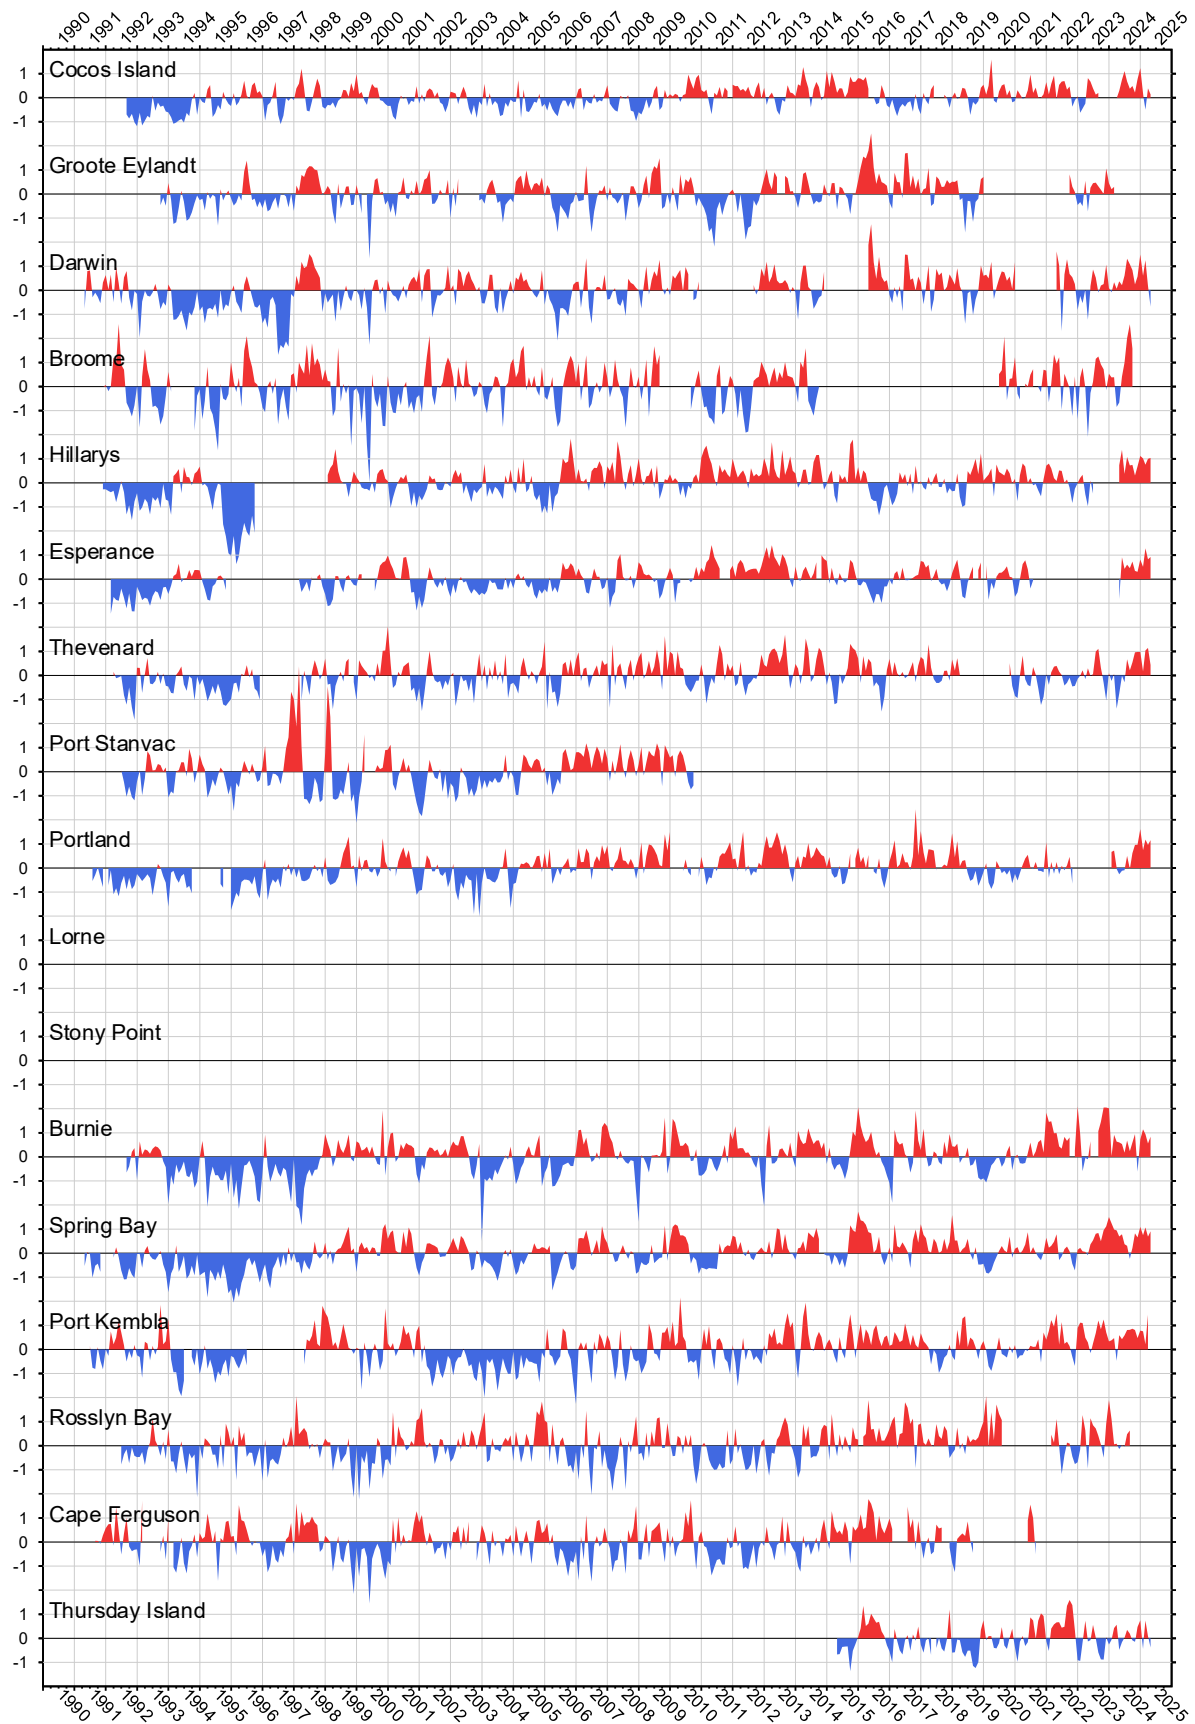 1990 1991 1992 1993 1994 1995 1996 1997 1998 1999 2000 2001 2002 2003 2004 2005 2006 2007 2008 2009 2010 2011 2012 2013 2014 2015 2016 2017 2018 2019 2020 2021 2022 2023 2024 2025
1 Cocos Island
0
-1
1 Groote Eylandt
0
-1
1 Darwin
0
-1
1 Broome
0
-1
1 Hillarys
0
-1
1 Esperance
0
-1
1 Thevenard
0
-1
1 Port Stanvac
0
-1
1 Portland
0
-1
1 Lorne
0
-1
1 Stony Point
0
-1
1 Burnie
0
-1
1 Spring Bay
0
-1
1 Port Kembla
0
-1
1 Rosslyn Bay
0
-1
1 Cape Ferguson
0
-1
1 Thursday Island
0
-1
1990 1991 1992 1993 1994 1995 1996 1997 1998 1999 2000 2001 2002 2003 2004 2005 2006 2007 2008 2009 2010 2011 2012 2013 2014 2015 2016 2017 2018 2019 2020 2021 2022 2023 2024 2025